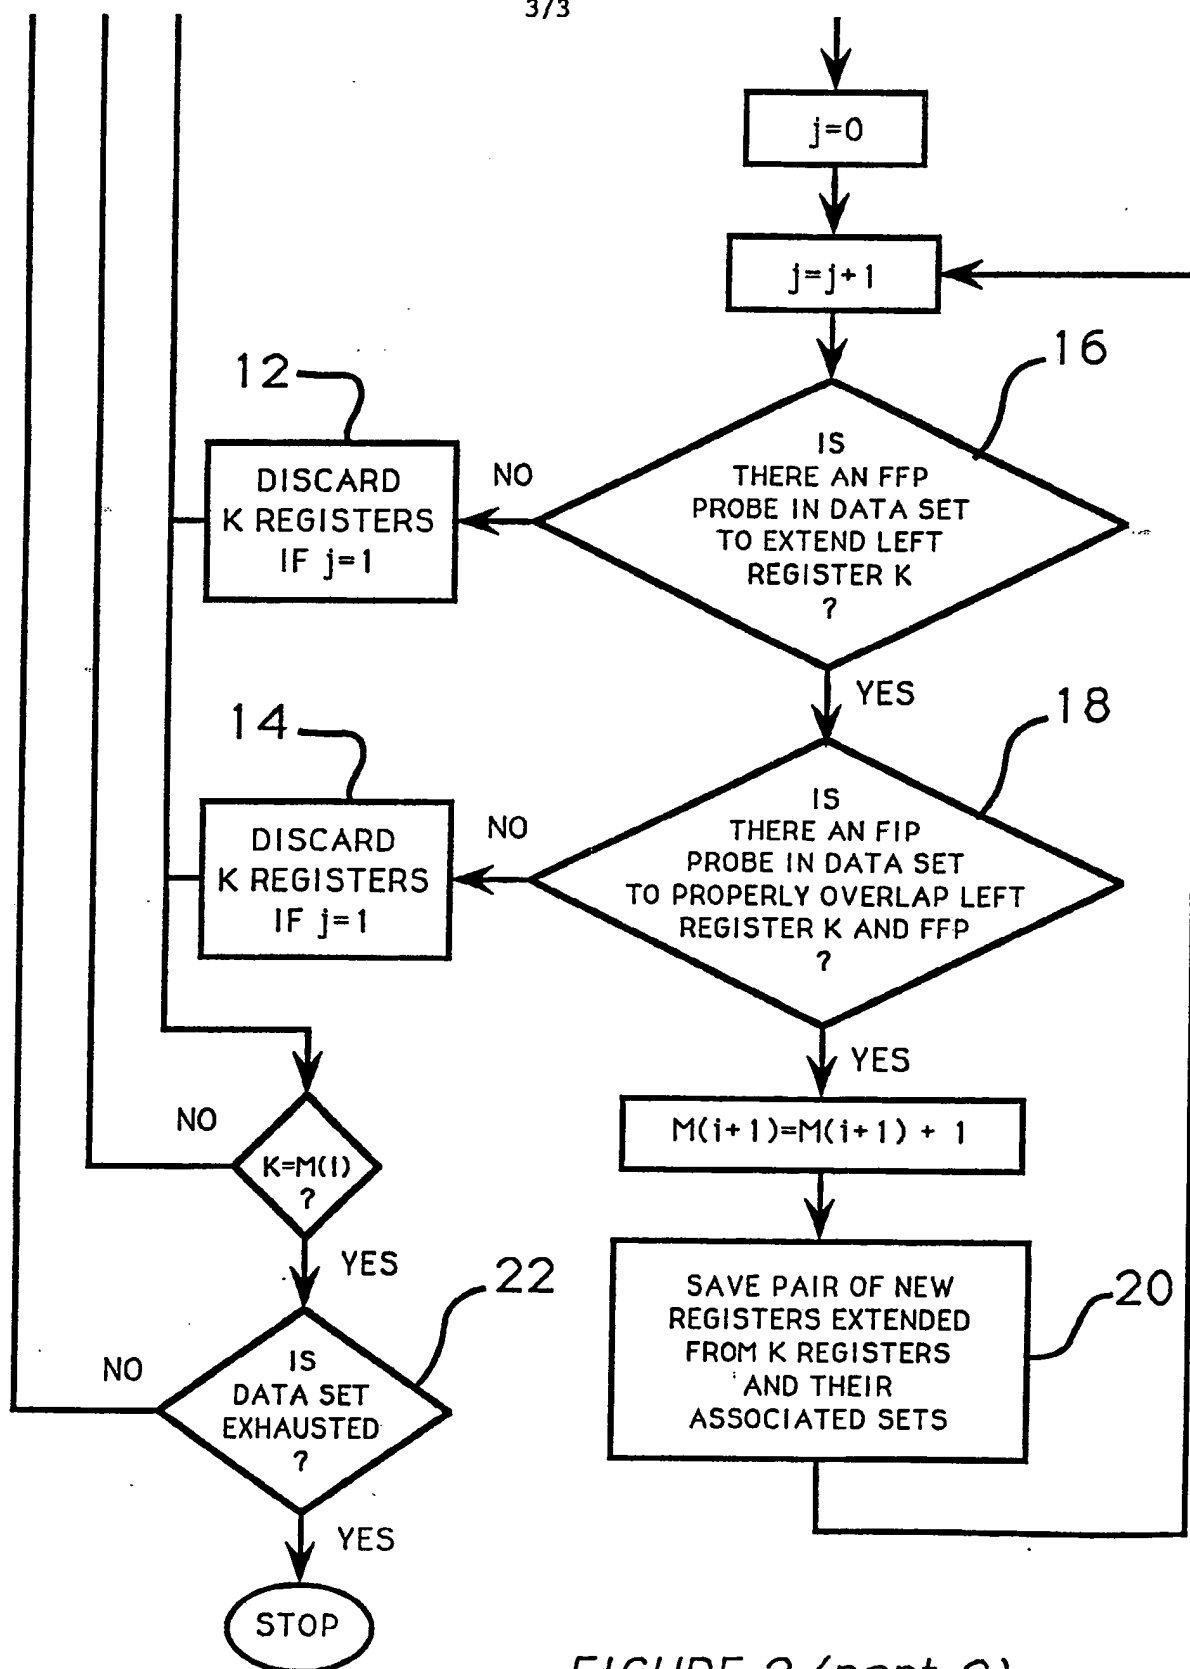 3/3
j=0
j=j+1
16
12
IS
THERE AN FFP
PROBE IN DATA SET
TO EXTEND LEFT
REGISTER K
?
NO
DISCARD
K REGISTERS
IF j=1
YES
18
14
IS
THERE AN FIP
PROBE IN DATA SET
TO PROPERLY OVERLAP LEFT
REGISTER K AND FFP
?
NO
DISCARD
K REGISTERS
IF j=1
YES
M(i+1)=M(i+1) + 1
NO
K=M(I)
?
YES
22
SAVE PAIR OF NEW
REGISTERS EXTENDED
FROM K REGISTERS
AND THEIR
ASSOCIATED SETS
20
NO
IS
DATA SET
EXHAUSTED
?
YES
STOP